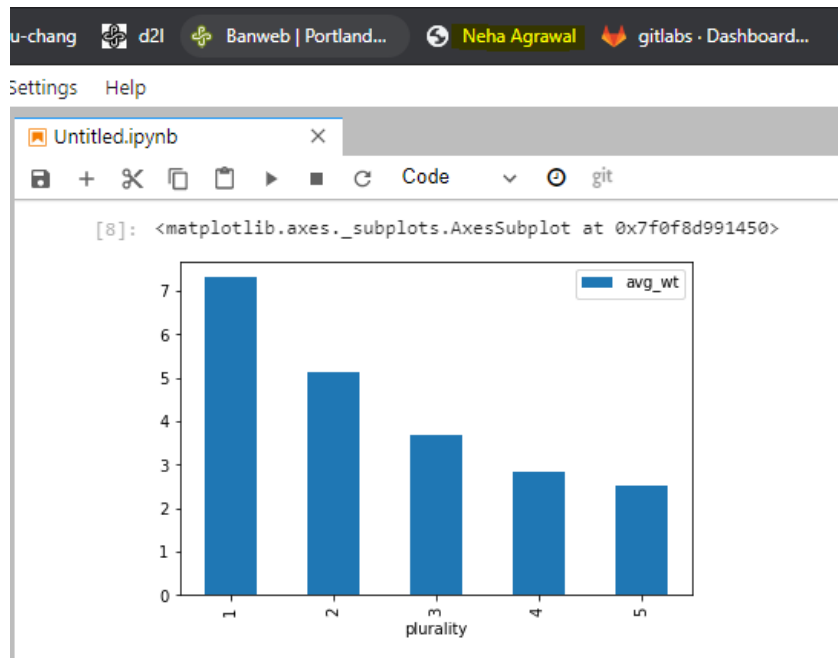 u-chang d2l Banweb | Portland... Neha Agrawal gitlabs · Dashboard...
Settings Help
Untitled.ipynb
Code git
[8]: <matplotlib.axes._subplots.AxesSubplot at 0x7f0f8d991450>
avg_wt
7
6
5
4
3
2
1
0
1 2 3 4 5
plurality